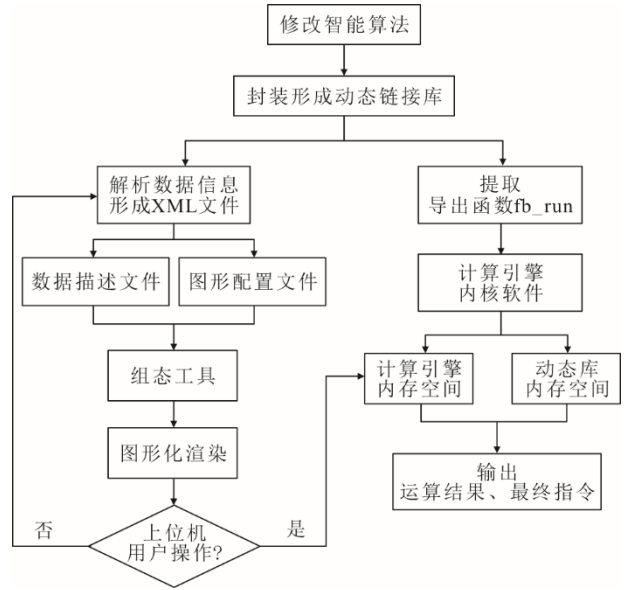 修改智能算法
封装形成动态链接库
解析数据信息
形成XML文件
提取
导出函数fb_run
数据描述文件
图形配置文件
计算引擎
内核软件
组态工具
计算引擎
内存空间
动态库
内存空间
图形化渲染
输出
运算结果、最终指令
否
上位机
用户操作?
是